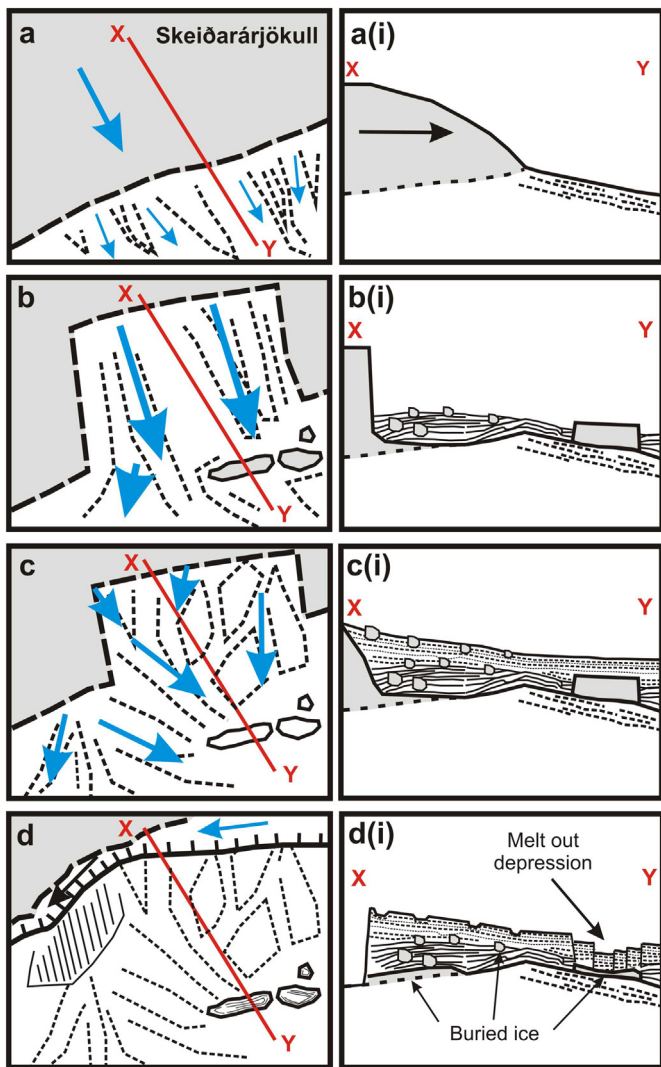 a
Skeiðarárjökull
X
Y
a(i)
X
Y
b
X
Y
b(i)
X
Y
c
X
Y
c(i)
X
Y
d
X
Y
d(i)
Melt out
depression
X
Y
Buried ice